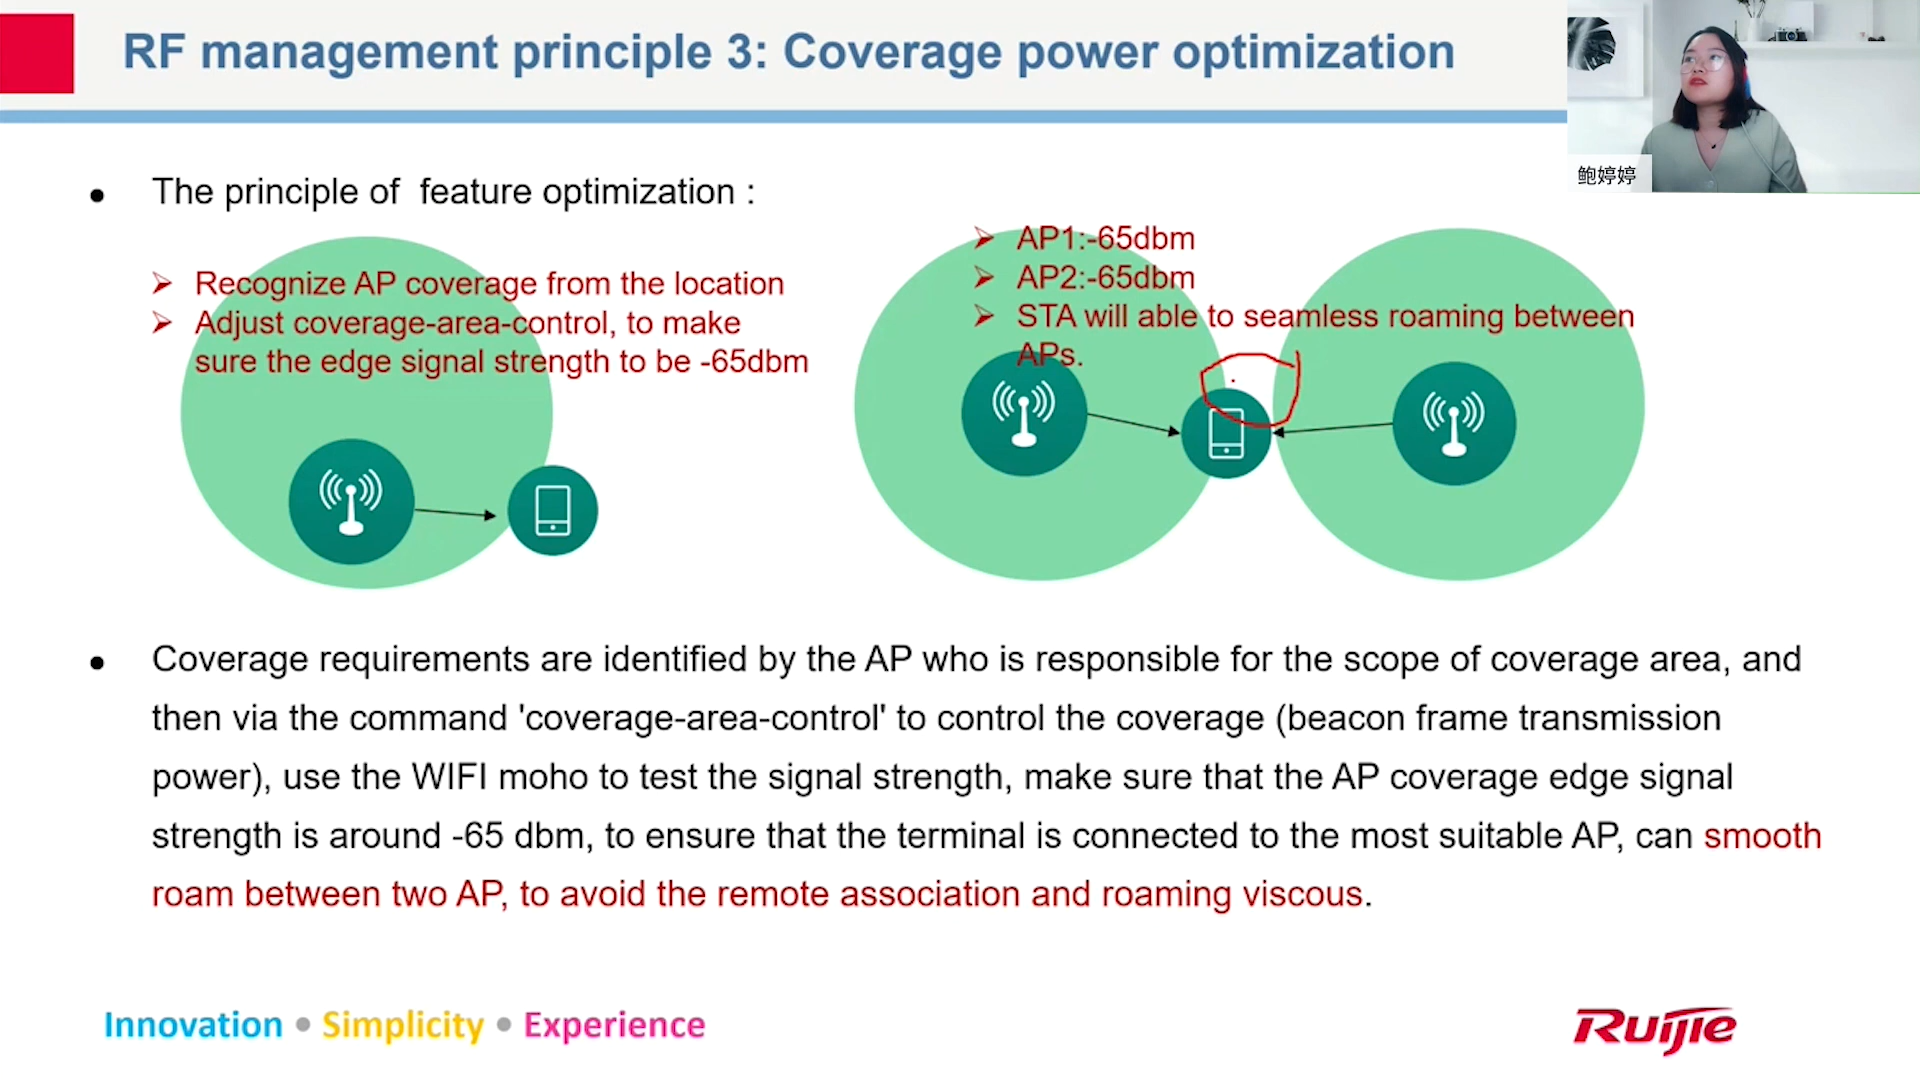 RF management principle 3: Coverage power optimization
鲍婷婷
• The principle of feature optimization :
➢ Recognize AP coverage from the location
➢ Adjust coverage-area-control, to make
sure the edge signal strength to be -65dbm
➢ AP1:-65dbm
➢ AP2:-65dbm
➢ STA will able to seamless roaming between
APs.
• Coverage requirements are identified by the AP who is responsible for the scope of coverage area, and
then via the command 'coverage-area-control' to control the coverage (beacon frame transmission
power), use the WIFI moho to test the signal strength, make sure that the AP coverage edge signal
strength is around -65 dbm, to ensure that the terminal is connected to the most suitable AP, can smooth
roam between two AP, to avoid the remote association and roaming viscous.
Innovation • Simplicity • Experience
Ruijie